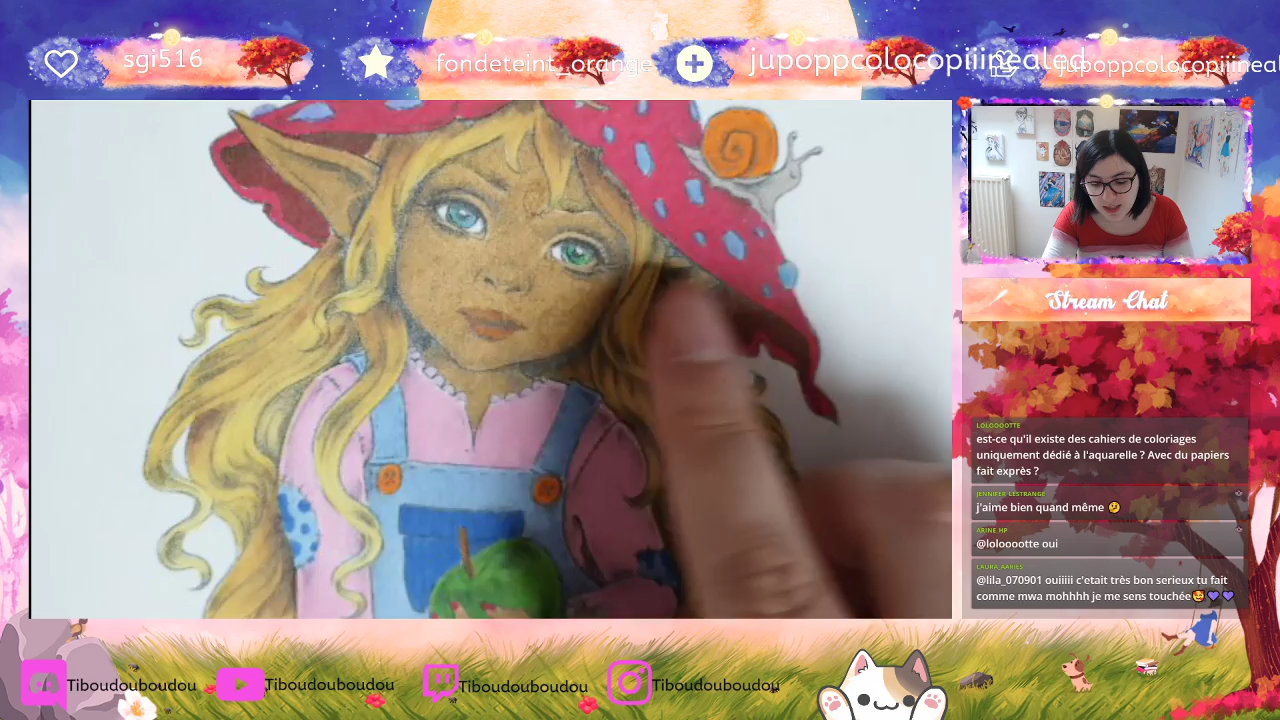 sgi516
fondeteint_orange
jupoppcolocopiiinealed
jupoppcolocopiiineal
Stream Chat
LOLOOOOTTE
est-ce qu'il existe des cahiers de coloriages
uniquement dédié à l'aquarelle ? Avec du papiers
fait exprès ?
JENNIFER LESTRANGE
j'aime bien quand même 🤔
ARINE HP
@lolooootte oui
LAURA_AARIES
@lila_070901 ouiiiii c'etait très bon serieux tu fait
comme mwa mohhhh je me sens touchée🥰💜💜
Tiboudouboudou
Tiboudouboudou
Tiboudouboudou
Tiboudouboudou